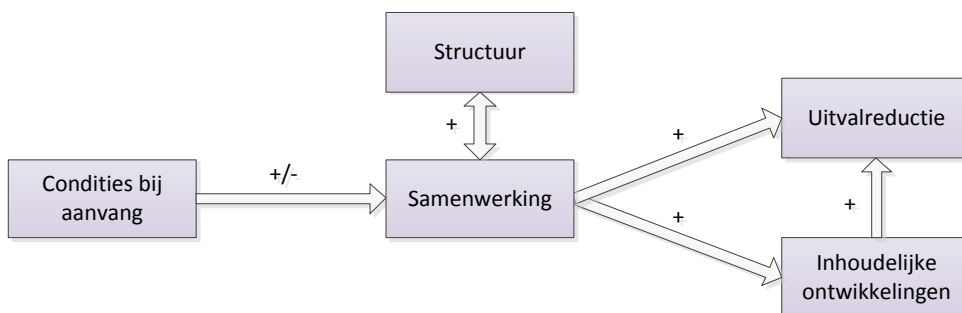 Structuur
+
Uitvalreductie
+
Condities bij
aanvang
+/-
Samenwerking
+
+
Inhoudelijke
ontwikkelingen